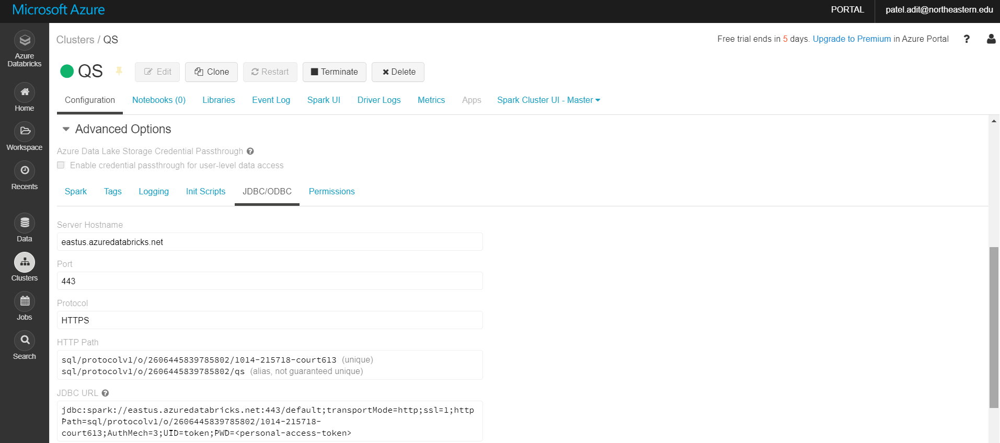 Microsoft Azure
PORTAL
patel.adit@northeastern.edu
Azure
Databricks
Home
Workspace
Recents
Data
Clusters
Jobs
Search
Clusters / QS
Free trial ends in 5 days. Upgrade to Premium in Azure Portal
?
QS
Edit
Clone
Restart
Terminate
Delete
Configuration
Notebooks (0)
Libraries
Event Log
Spark UI
Driver Logs
Metrics
Apps
Spark Cluster UI - Master
Advanced Options
Azure Data Lake Storage Credential Passthrough ?
Enable credential passthrough for user-level data access
Spark
Tags
Logging
Init Scripts
JDBC/ODBC
Permissions
Server Hostname
eastus.azuredatabricks.net
Port
443
Protocol
HTTPS
HTTP Path
sql/protocolv1/o/2606445839785802/1014-215718-court613 (unique)
sql/protocolv1/o/2606445839785802/qs (alias, not guaranteed unique)
JDBC URL ?
jdbc:spark://eastus.azuredatabricks.net:443/default;transportMode=http;ssl=1;http
Path=sql/protocolv1/o/2606445839785802/1014-215718-
court613;AuthMech=3;UID=token;PWD=<personal-access-token>